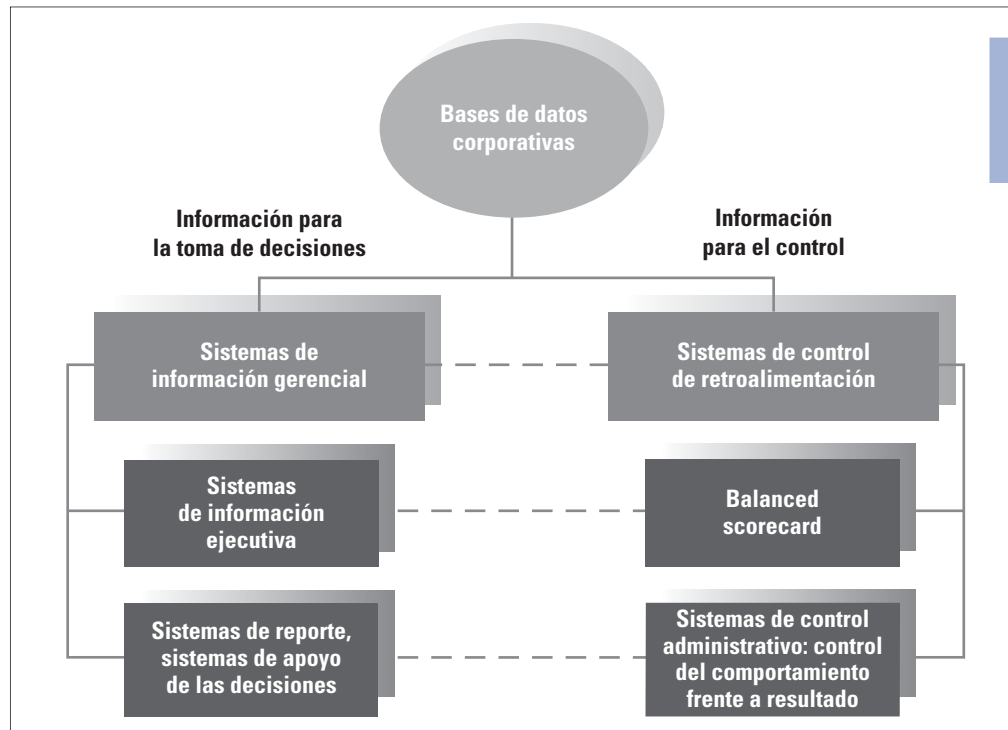 Bases de datos
corporativas
Información para
la toma de decisiones
Información
para el control
Sistemas de
información gerencial
Sistemas de control
de retroalimentación
Sistemas
de información
ejecutiva
Balanced
scorecard
Sistemas de reporte,
sistemas de apoyo
de las decisiones
Sistemas de control
administrativo: control
del comportamiento
frente a resultado